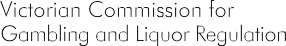 Victorian Commission for
Gambling and Liquor Regulation